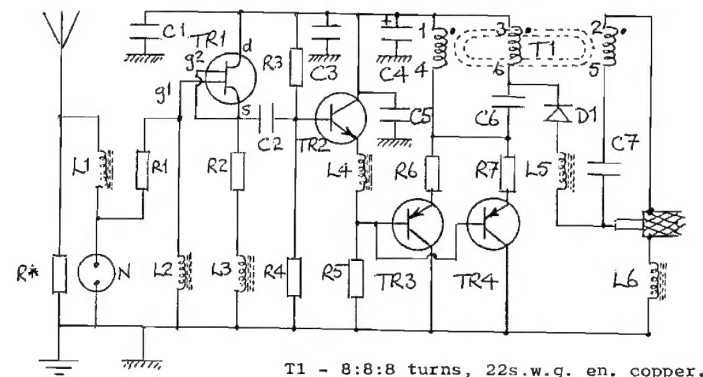 C1
TR1
d
g2
g1
s
R3
C3
+
C4
1
4
3
6
T1
2
5
C2
TR2
C5
C6
D1
C7
L1
R1
R2
L4
R6
R7
L5
R*
N
L2
L3
R4
R5
TR3
TR4
L6
T1 - 8:8:8 turns, 22s.w.g. en. copper.